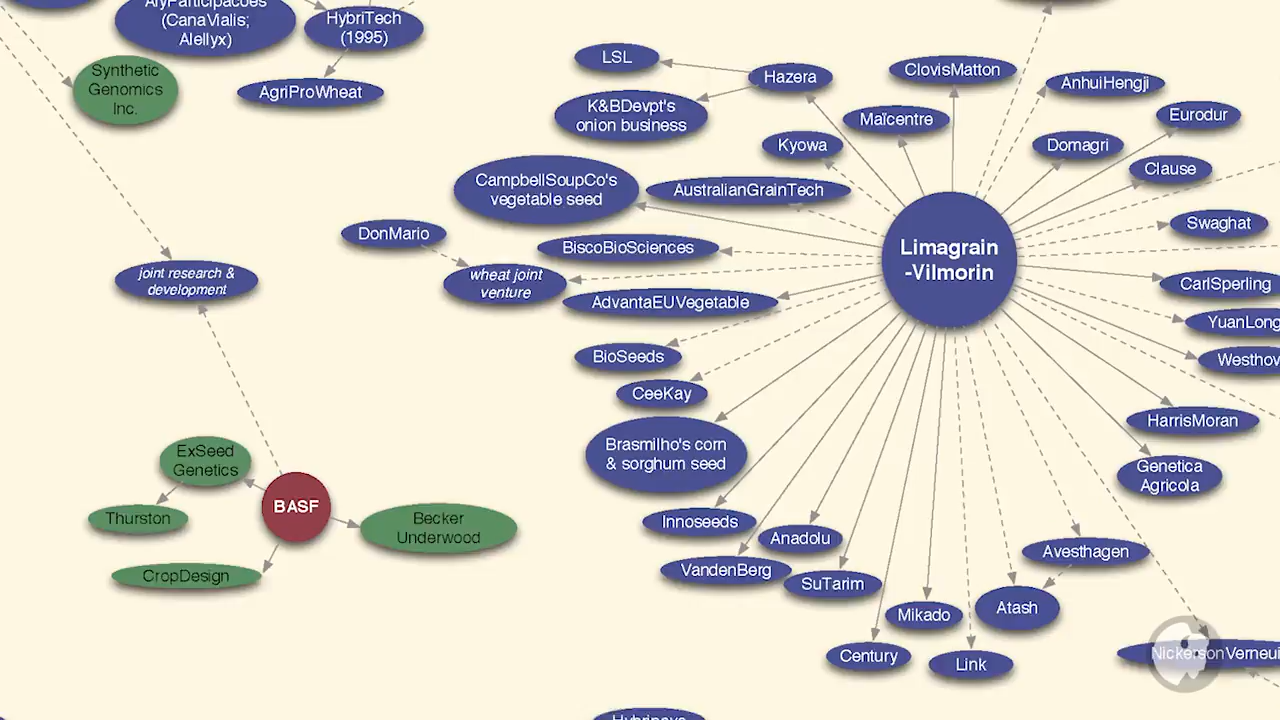 AlyParticipacoes
(CanaVialis;
Alellyx)
HybriTech
(1995)
Synthetic
Genomics
Inc.
AgriProWheat
LSL
Hazera
K&BDevpt's
onion business
ClovisMatton
AnhuiHengji
Maïcentre
Eurodur
Kyowa
Domagri
Clause
CampbellSoupCo's
vegetable seed
AustralianGrainTech
Swaghat
DonMario
BiscoBioSciences
Limagrain
-Vilmorin
joint research &
development
wheat joint
venture
AdvantaEUVegetable
CarlSperling
YuanLong
BioSeeds
Westhov
CeeKay
HarrisMoran
Brasmilho's corn
& sorghum seed
Genetica
Agricola
ExSeed
Genetics
BASF
Thurston
Becker
Underwood
Innoseeds
Anadolu
Avesthagen
CropDesign
VandenBerg
SuTarim
Mikado
Atash
Century
Link
NickersonVerneui